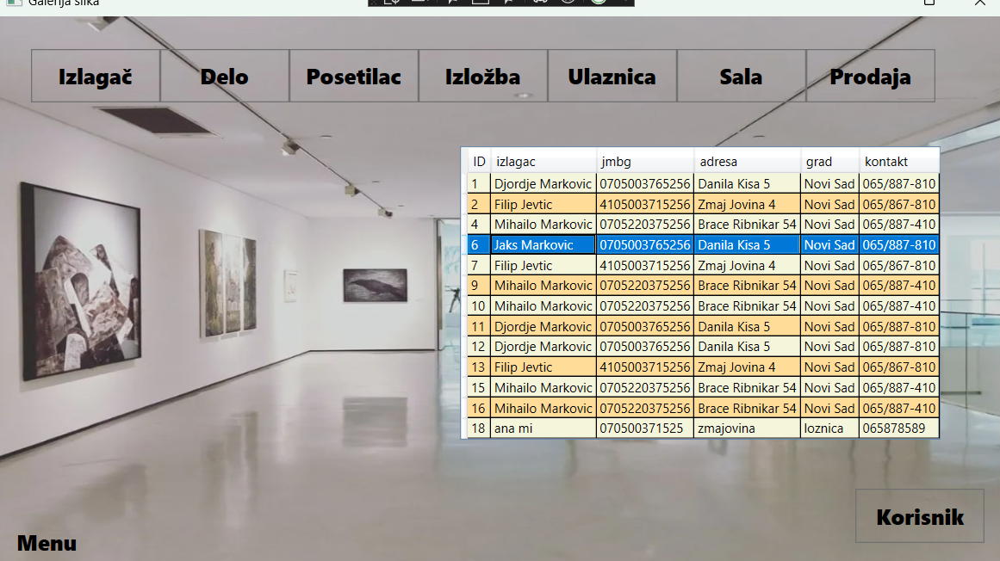 Galerija slika
Izlagač Delo Posetilac Izložba Ulaznica Sala Prodaja
ID izlagac jmbg adresa grad kontakt
1 Djordje Markovic 0705003765256 Danila Kisa 5 Novi Sad 065/887-810
2 Filip Jevtic 4105003715256 Zmaj Jovina 4 Novi Sad 065/867-810
4 Mihailo Markovic 0705220375256 Brace Ribnikar 54 Novi Sad 065/887-410
6 Jaks Markovic 0705003765256 Danila Kisa 5 Novi Sad 065/887-810
7 Filip Jevtic 4105003715256 Zmaj Jovina 4 Novi Sad 065/867-810
9 Mihailo Markovic 0705220375256 Brace Ribnikar 54 Novi Sad 065/887-410
10 Mihailo Markovic 0705220375256 Brace Ribnikar 54 Novi Sad 065/887-410
11 Djordje Markovic 0705003765256 Danila Kisa 5 Novi Sad 065/887-810
12 Djordje Markovic 0705003765256 Danila Kisa 5 Novi Sad 065/887-810
13 Filip Jevtic 4105003715256 Zmaj Jovina 4 Novi Sad 065/867-810
15 Mihailo Markovic 0705220375256 Brace Ribnikar 54 Novi Sad 065/887-410
16 Mihailo Markovic 0705220375256 Brace Ribnikar 54 Novi Sad 065/887-410
18 ana mi 070500371525 zmajovina loznica 065878589
Korisnik
Menu